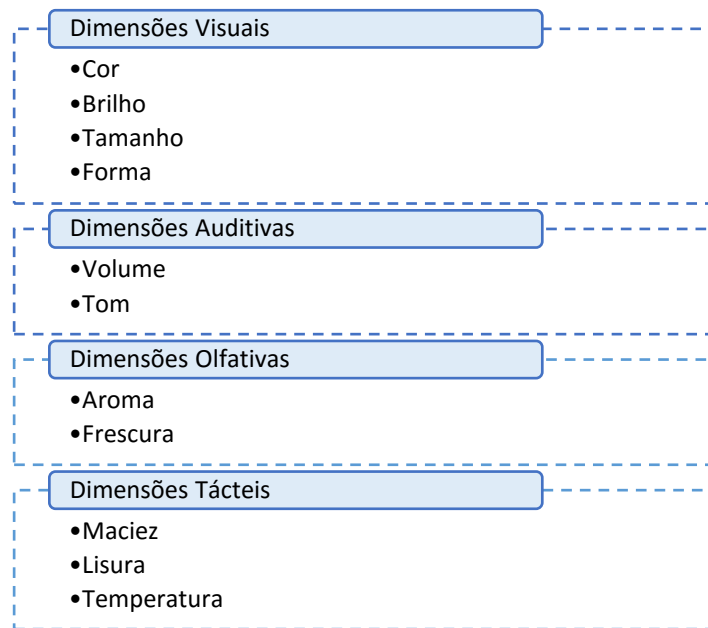 Dimensões Visuais
•Cor
•Brilho
•Tamanho
•Forma
Dimensões Auditivas
•Volume
•Tom
Dimensões Olfativas
•Aroma
•Frescura
Dimensões Tácteis
•Maciez
•Lisura
•Temperatura